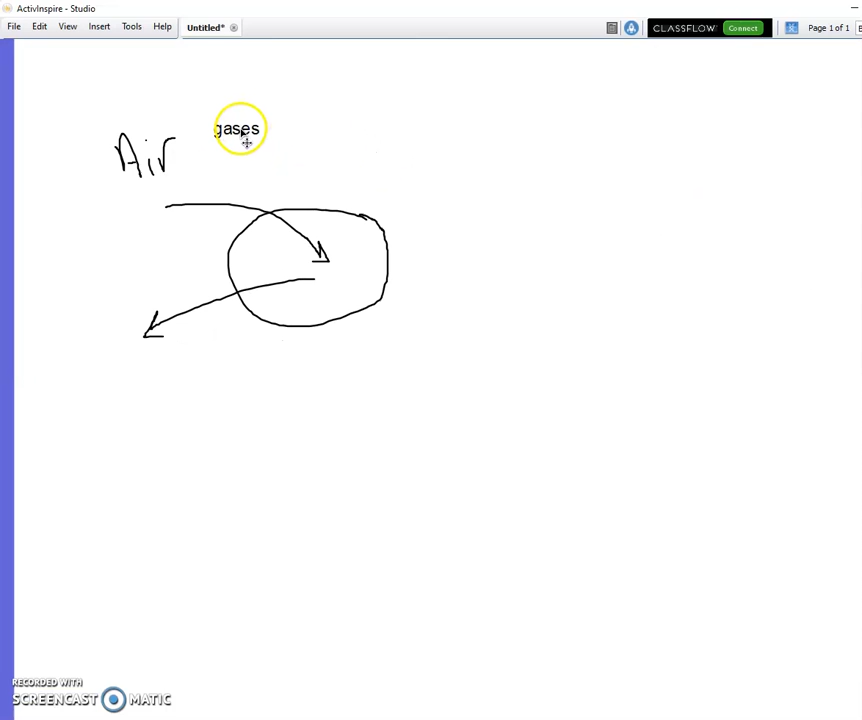 ActivInspire - Studio
File Edit View Insert Tools Help Untitled* CLASSFLOW Connect Page 1 of 1
gases
Air
RECORDED WITH
SCREENCAST MATIC